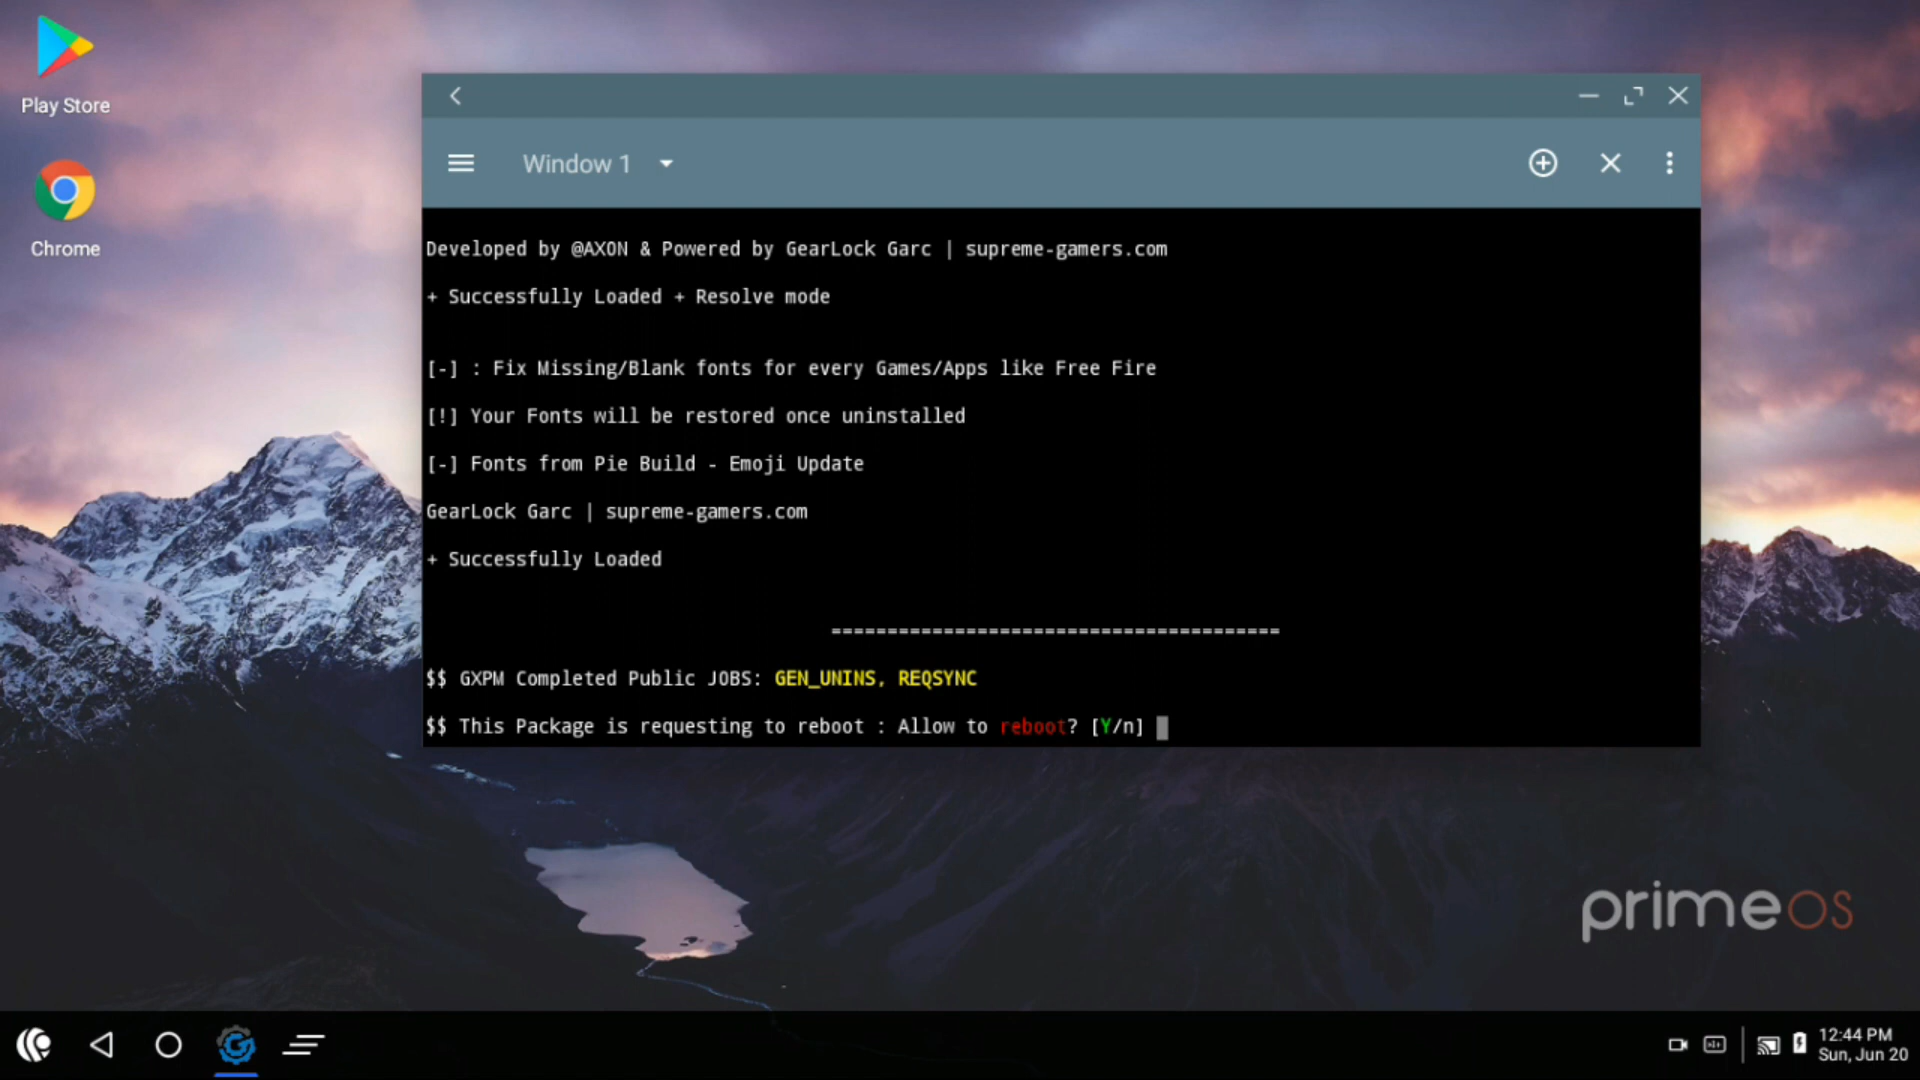 Play Store
Chrome
Window 1
Developed by @AXON & Powered by GearLock Garc | supreme-gamers.com
+ Successfully Loaded + Resolve mode
[-] : Fix Missing/Blank fonts for every Games/Apps like Free Fire
[!] Your Fonts will be restored once uninstalled
[-] Fonts from Pie Build - Emoji Update
GearLock Garc | supreme-gamers.com
+ Successfully Loaded
========================================
$$ GXPM Completed Public JOBS: GEN_UNINS, REQSYNC
$$ This Package is requesting to reboot : Allow to reboot? [Y/n]
primeos
12:44 PM
Sun, Jun 20